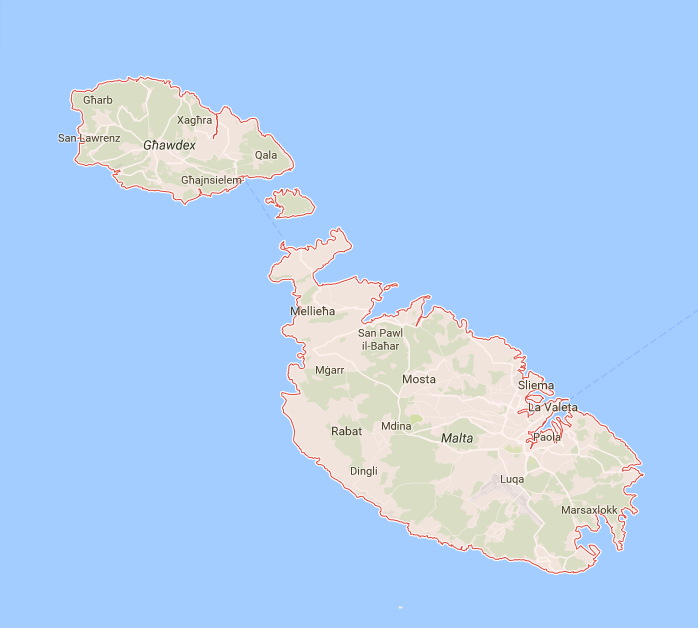 Għarb
Xagħra
San Lawrenz
Għawdex
Qala
Għajnsielem
Mellieħa
San Pawl
il-Baħar
Mġarr
Mosta
Sliema
La Valeta
Mdina
Rabat
Malta
Paola
Dingli
Luqa
Marsaxlokk